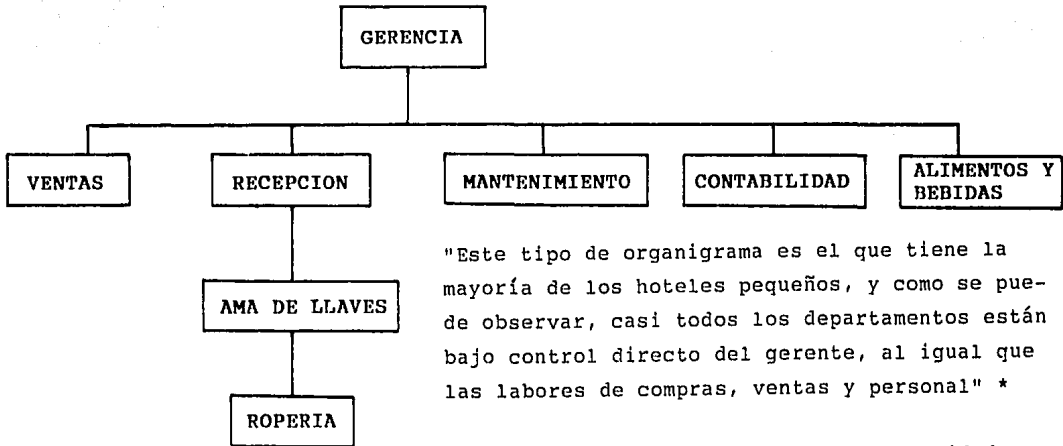 GERENCIA
VENTAS
RECEPCION
MANTENIMIENTO
CONTABILIDAD
ALIMENTOS Y
BEBIDAS
AMA DE LLAVES
ROPERIA
"Este tipo de organigrama es el que tiene la
mayoría de los hoteles pequeños, y como se pue-
de observar, casi todos los departamentos están
bajo control directo del gerente, al igual que
las labores de compras, ventas y personal" *